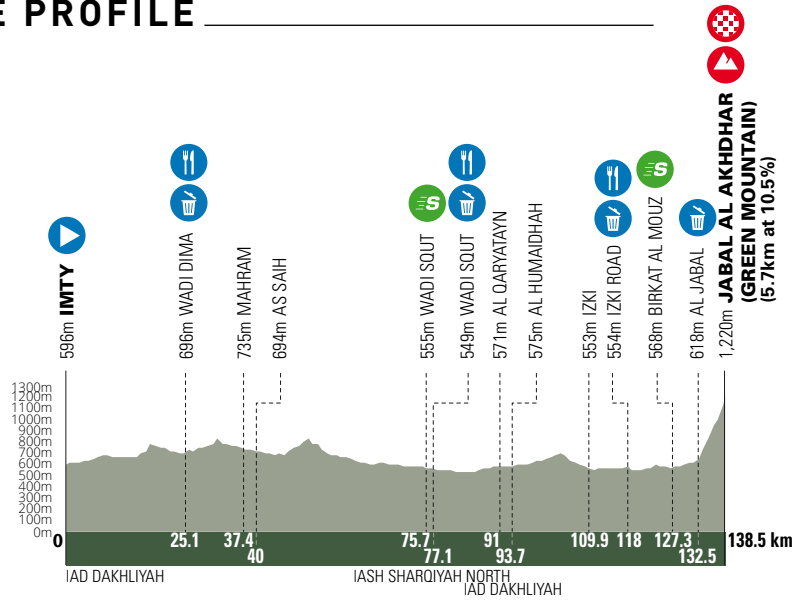 E PROFILE
596m IMTY
696m WADI DIMA
735m MAHRAM
694m AS SAIH
S
555m WADI SQUT
549m WADI SQUT
571m AL QARYATAYN
575m AL HUMAIDHAH
553m IZKI
554m IZKI ROAD
S
568m BIRKAT AL MOUZ
618m AL JABAL
1,220m JABAL AL AKHDHAR
(GREEN MOUNTAIN)
(5.7km at 10.5%)
1300m
1200m
1100m
1000m
900m
800m
700m
600m
500m
400m
300m
200m
100m
0m
0 25.1 37.4 40 75.7 77.1 91 93.7 109.9 118 127.3 132.5 138.5 km
AD DAKHLIYAH
ASH SHARQIYAH NORTH
AD DAKHLIYAH